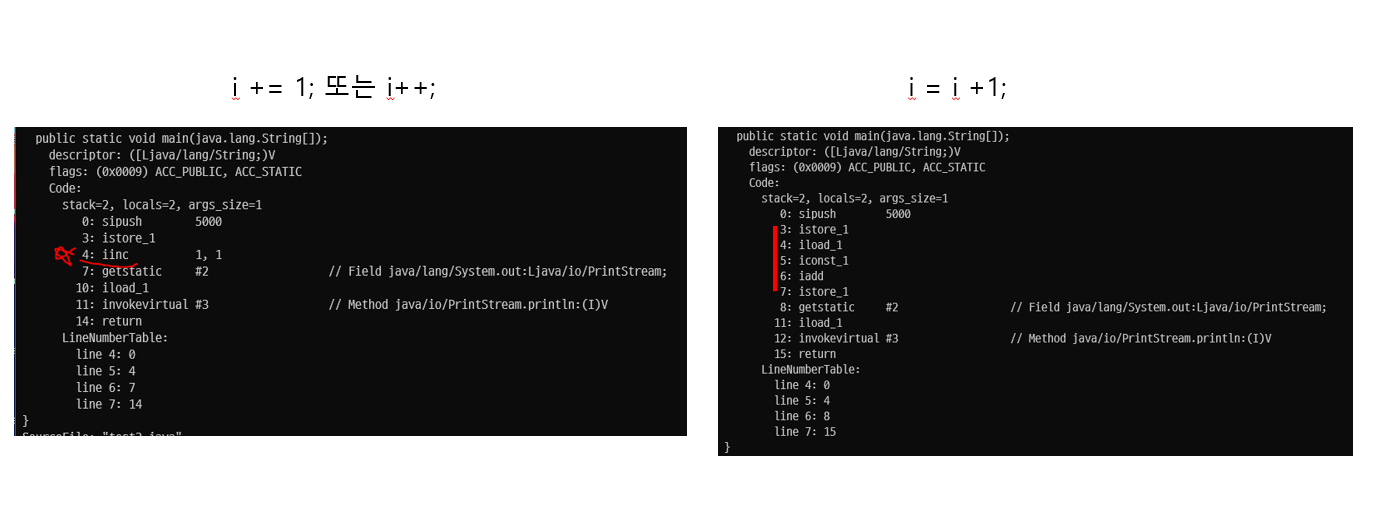 i += 1; 또는 i++;
public static void main(java.lang.String[]);
descriptor: ([Ljava/lang/String;)V
flags: (0x0009) ACC_PUBLIC, ACC_STATIC
Code:
stack=2, locals=2, args_size=1
0: sipush 5000
3: istore_1
4: iinc 1, 1
7: getstatic #2 // Field java/lang/System.out:Ljava/io/PrintStream;
10: iload_1
11: invokevirtual #3 // Method java/io/PrintStream.println:(I)V
14: return
LineNumberTable:
line 4: 0
line 5: 4
line 6: 7
line 7: 14
}
SourceFile: "test2.java"
i = i +1;
public static void main(java.lang.String[]);
descriptor: ([Ljava/lang/String;)V
flags: (0x0009) ACC_PUBLIC, ACC_STATIC
Code:
stack=2, locals=2, args_size=1
0: sipush 5000
3: istore_1
4: iload_1
5: iconst_1
6: iadd
7: istore_1
8: getstatic #2 // Field java/lang/System.out:Ljava/io/PrintStream;
11: iload_1
12: invokevirtual #3 // Method java/io/PrintStream.println:(I)V
15: return
LineNumberTable:
line 4: 0
line 5: 4
line 6: 8
line 7: 15
}